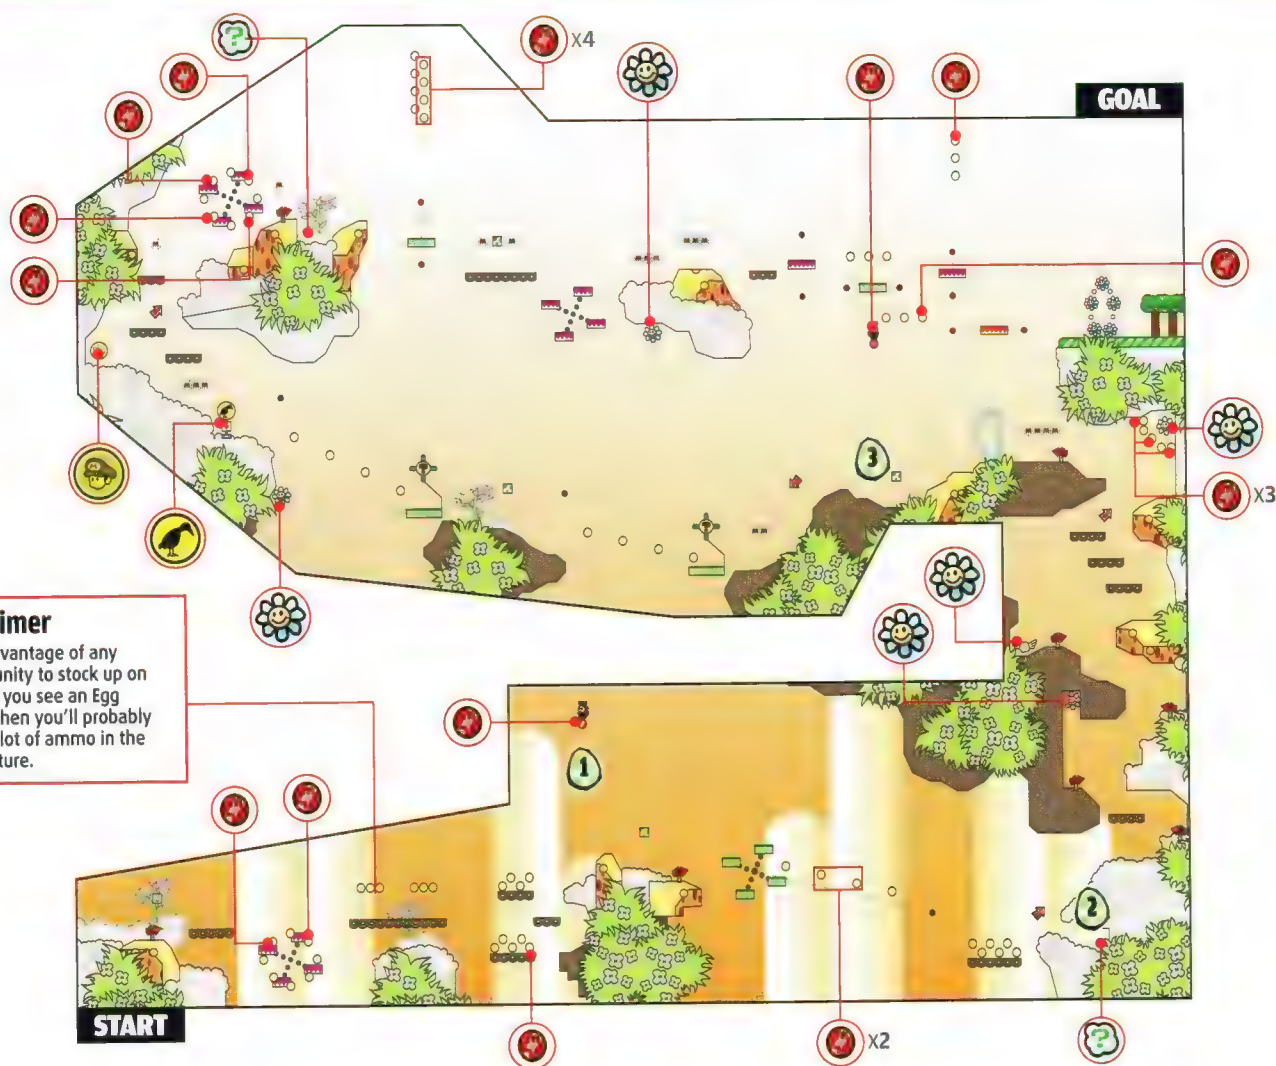 X4
GOAL
3
X3
imer
vantage of any
unity to stock up on
you see an Egg
hen you'll probably
lot of ammo in the
ture.
1
2
START
X2